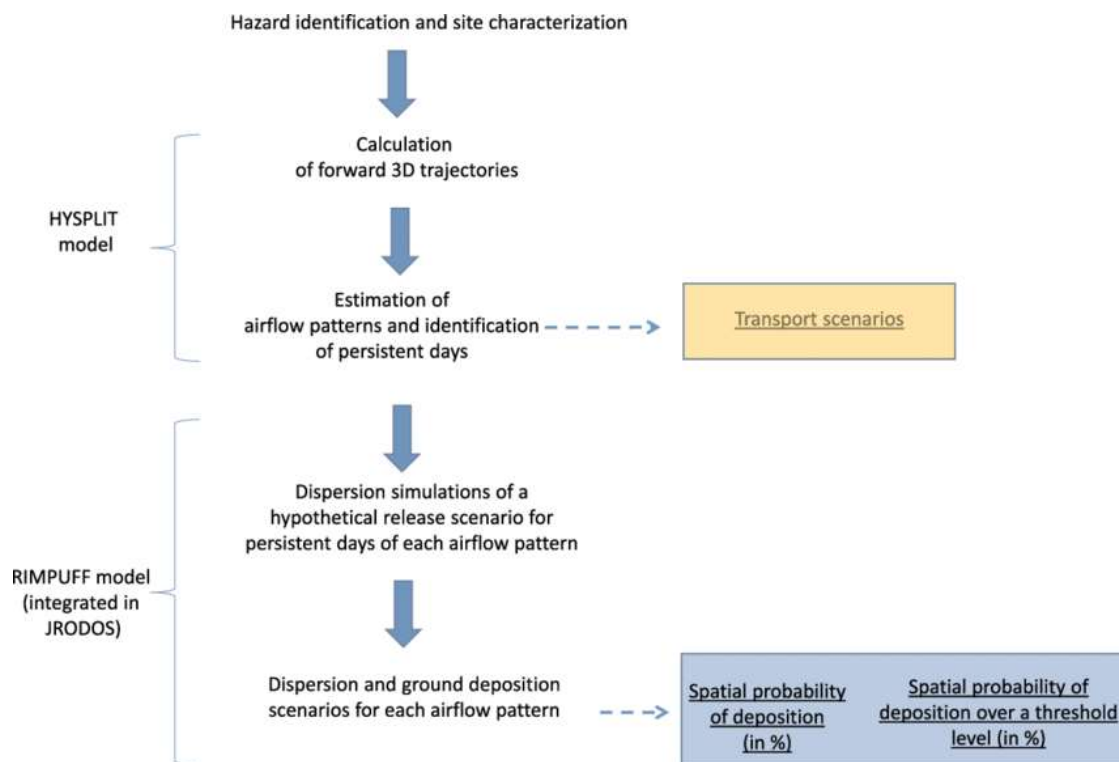 Hazard identification and site characterization
Calculation
of forward 3D trajectories
HYSPLIT
model
Estimation of
airflow patterns and identification
of persistent days
Transport scenarios
Dispersion simulations of a
hypothetical release scenario for
persistent days of each airflow pattern
RIMPUFF model
(integrated in
JRODOS)
Dispersion and ground deposition
scenarios for each airflow pattern
Spatial probability
of deposition
(in %)
Spatial probability of
deposition over a threshold
level (in %)